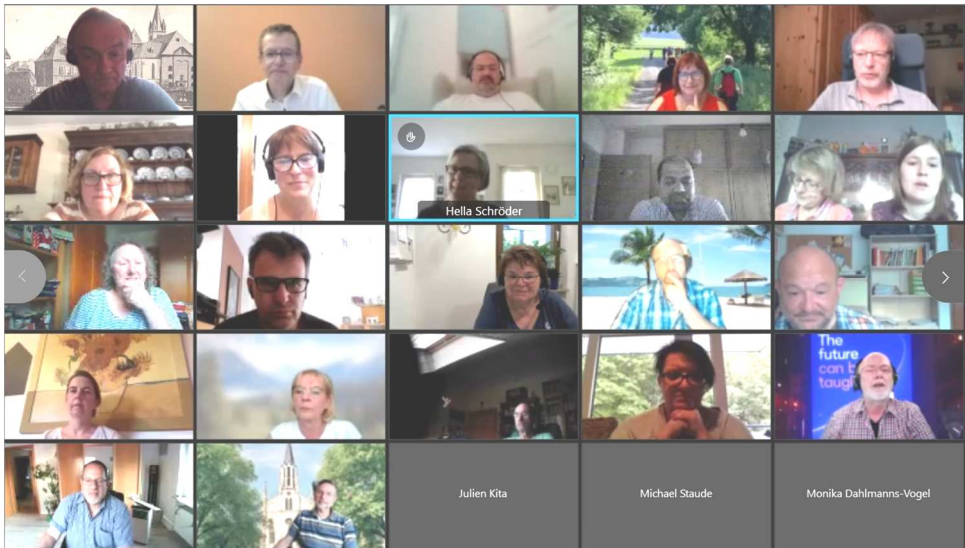 Hella Schröder
The
future
can b
taugh
Julien Kita
Michael Staude
Monika Dahlmanns-Vogel